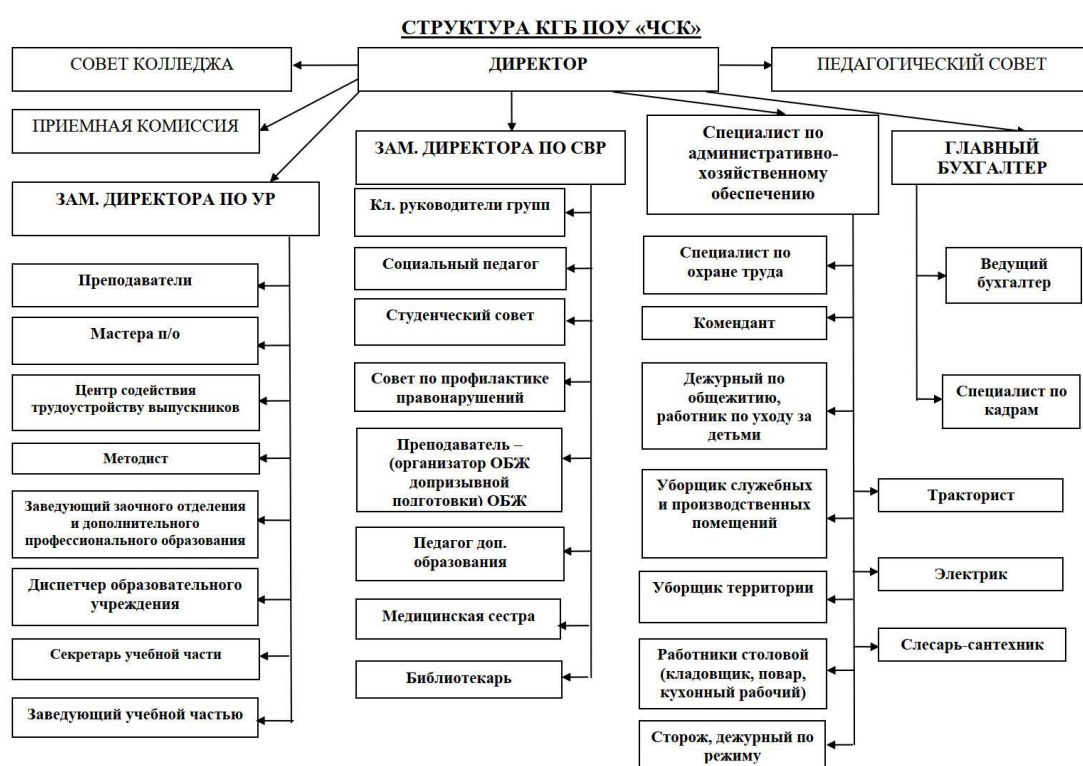 СТРУКТУРА КГБ ПОУ «ЧСК»
СОВЕТ КОЛЛЕДЖА
ДИРЕКТОР
ПЕДАГОГИЧЕСКИЙ СОВЕТ
ПРИЕМНАЯ КОМИССИЯ
ЗАМ. ДИРЕКТОРА ПО УР
Преподаватели
Мастера п/о
Центр содействия
трудоустройству выпускников
Методист
Заведующий заочного отделения
и дополнительного
профессионального образования
Диспетчер образовательного
учреждения
Секретарь учебной части
Заведующий учебной частью
ЗАМ. ДИРЕКТОРА ПО СВР
Кл. руководители групп
Социальный педагог
Студенческий совет
Совет по профилактике
правонарушений
Преподаватель –
(организатор ОБЖ
допризывной
подготовки) ОБЖ
Педагог доп.
образования
Медицинская сестра
Библиотекарь
Специалист по
административно-
хозяйственному
обеспечению
Специалист по
охране труда
Комендант
Дежурный по
общежитию,
работник по уходу за
детьми
Уборщик служебных
и производственных
помещений
Уборщик территории
Работники столовой
(кладовщик, повар,
кухонный рабочий)
Сторож, дежурный по
режиму
Тракторист
Электрик
Слесарь-сантехник
ГЛАВНЫЙ
БУХГАЛТЕР
Ведущий
бухгалтер
Специалист по
кадрам